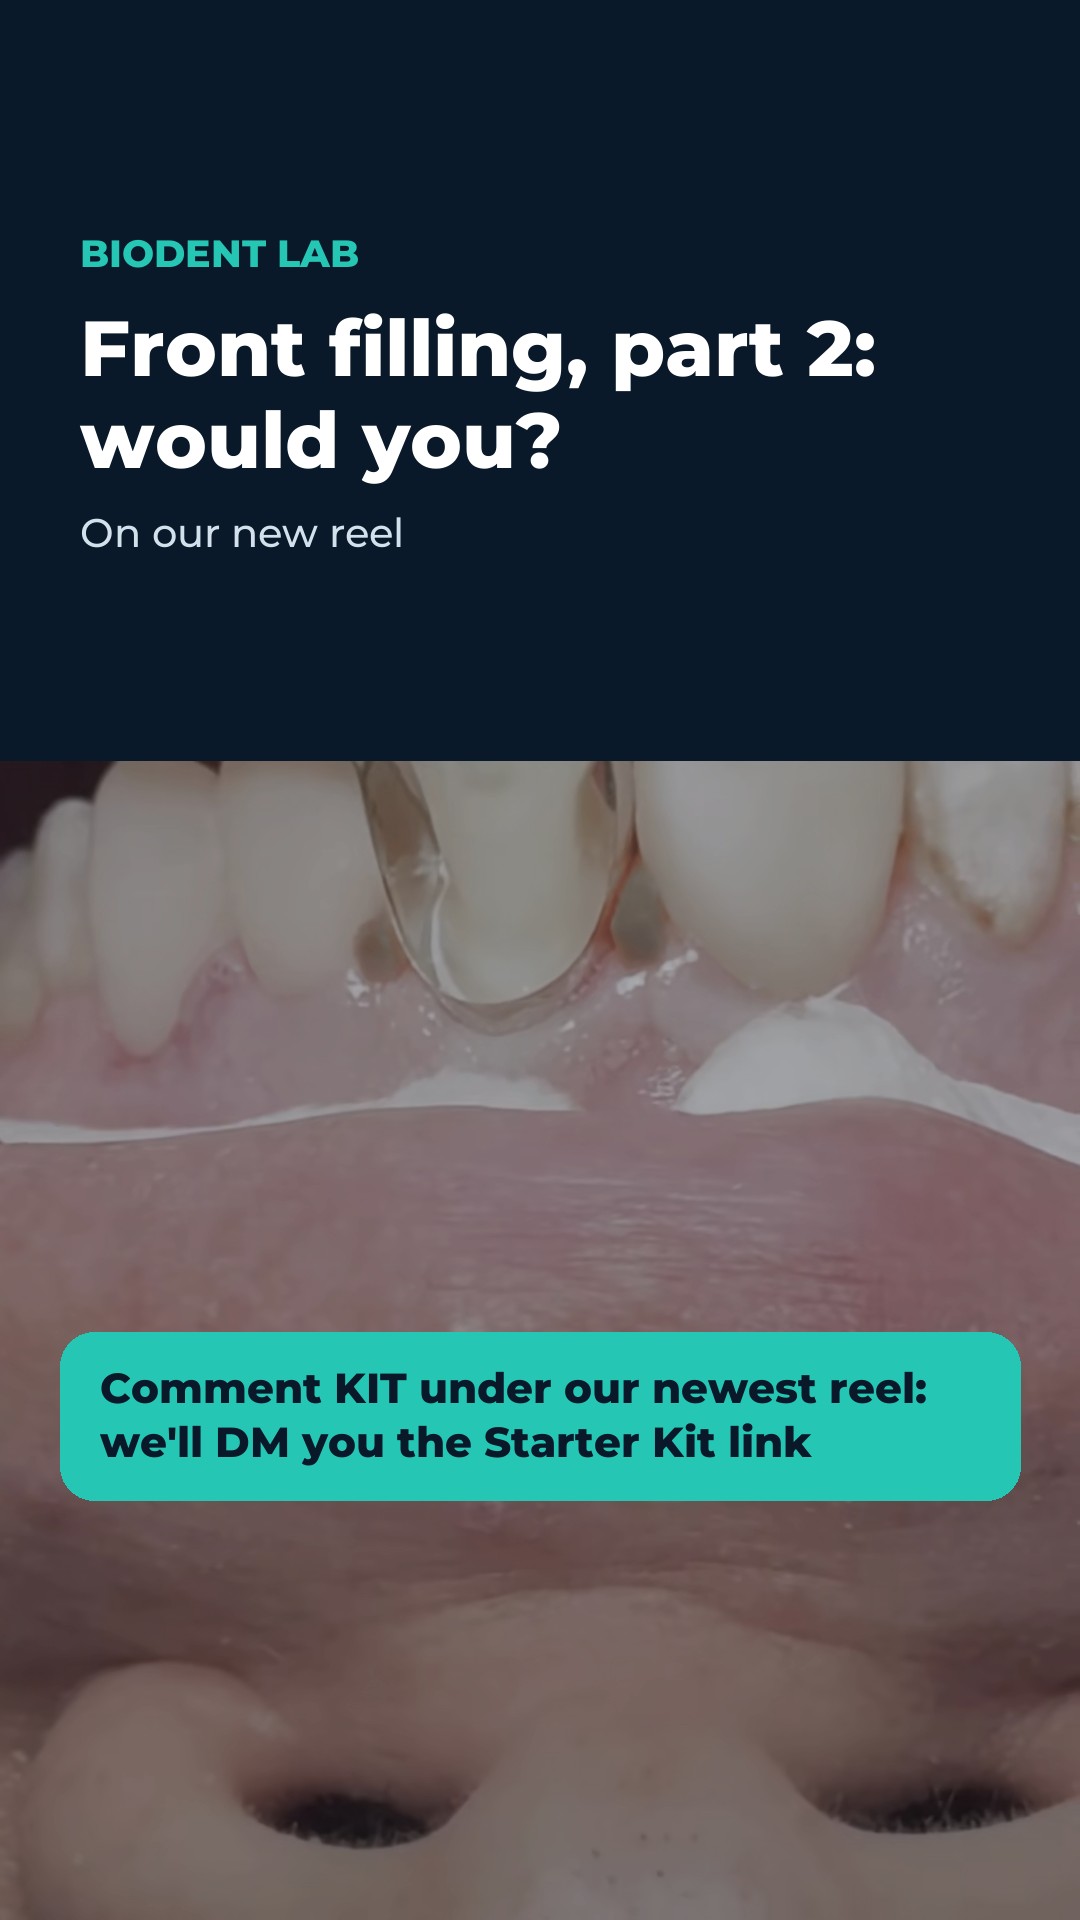 BIODENT LAB
Front filling, part 2:
would you?
On our new reel
Comment KIT under our newest reel:
we'll DM you the Starter Kit link